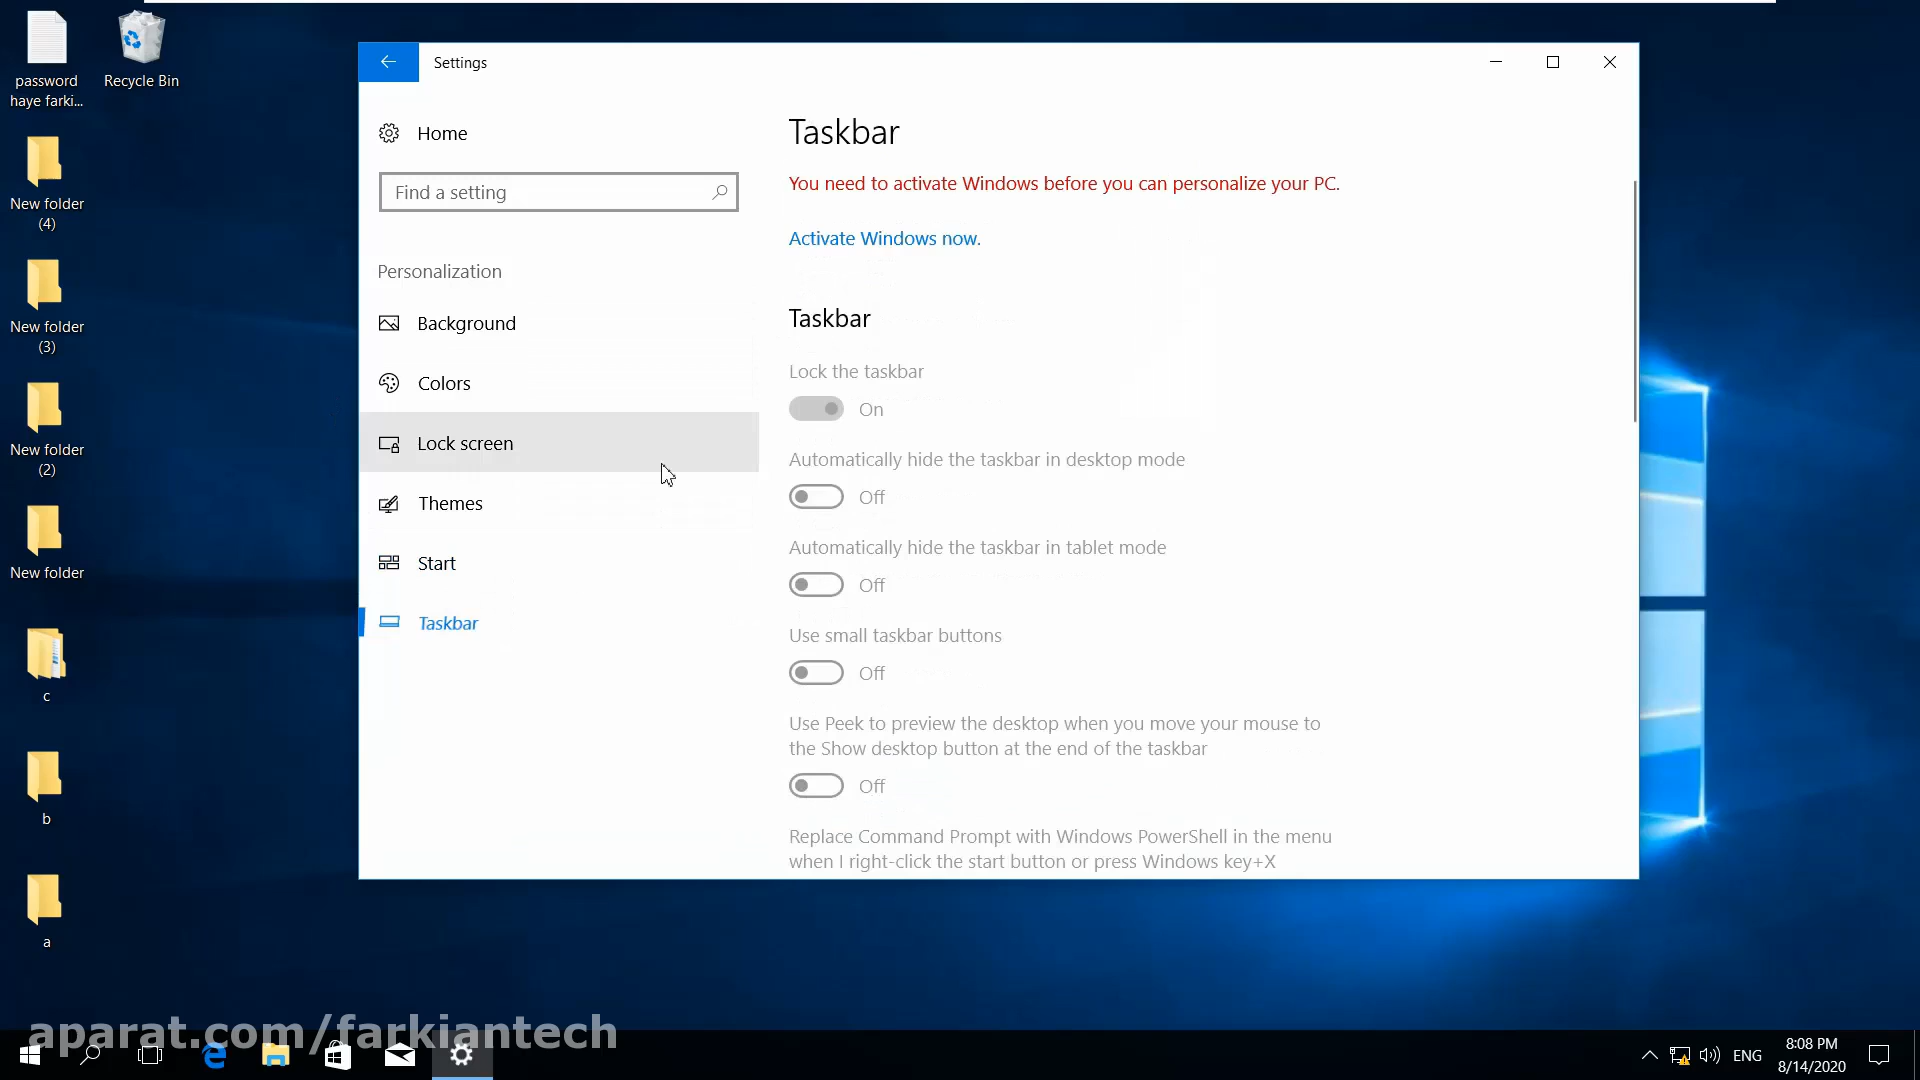 password
haye farki...
Recycle Bin
New folder
(4)
New folder
(3)
New folder
(2)
New folder
c
b
a
Settings
Home
Find a setting
Personalization
Background
Colors
Lock screen
Themes
Start
Taskbar
Taskbar
You need to activate Windows before you can personalize your PC.
Activate Windows now.
Taskbar
Lock the taskbar
On
Automatically hide the taskbar in desktop mode
Off
Automatically hide the taskbar in tablet mode
Off
Use small taskbar buttons
Off
Use Peek to preview the desktop when you move your mouse to
the Show desktop button at the end of the taskbar
Off
Replace Command Prompt with Windows PowerShell in the menu
when I right-click the start button or press Windows key+X
aparat.com/farkiantech
ENG
8:08 PM
8/14/2020